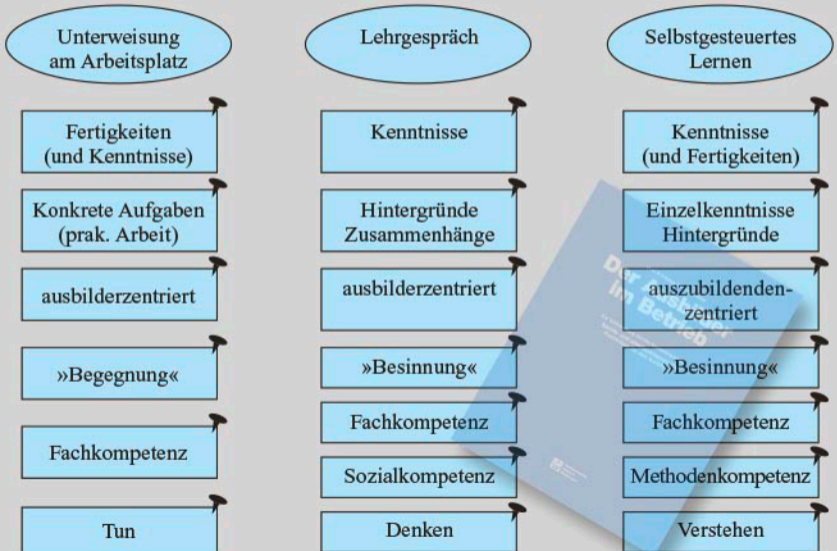 Unterweisung
am Arbeitsplatz
Fertigkeiten
(und Kenntnisse)
Konkrete Aufgaben
(prak. Arbeit)
ausbilderzentriert
»Begegnung«
Fachkompetenz
Tun
Lehrgespräch
Kenntnisse
Hintergründe
Zusammenhänge
ausbilderzentriert
»Besinnung«
Fachkompetenz
Sozialkompetenz
Denken
Selbstgesteuertes
Lernen
Kenntnisse
(und Fertigkeiten)
Einzelkenntnisse
Hintergründe
auszubildenden-
zentriert
»Besinnung«
Fachkompetenz
Methodenkompetenz
Verstehen
Der Ausbilder
im Betrieb